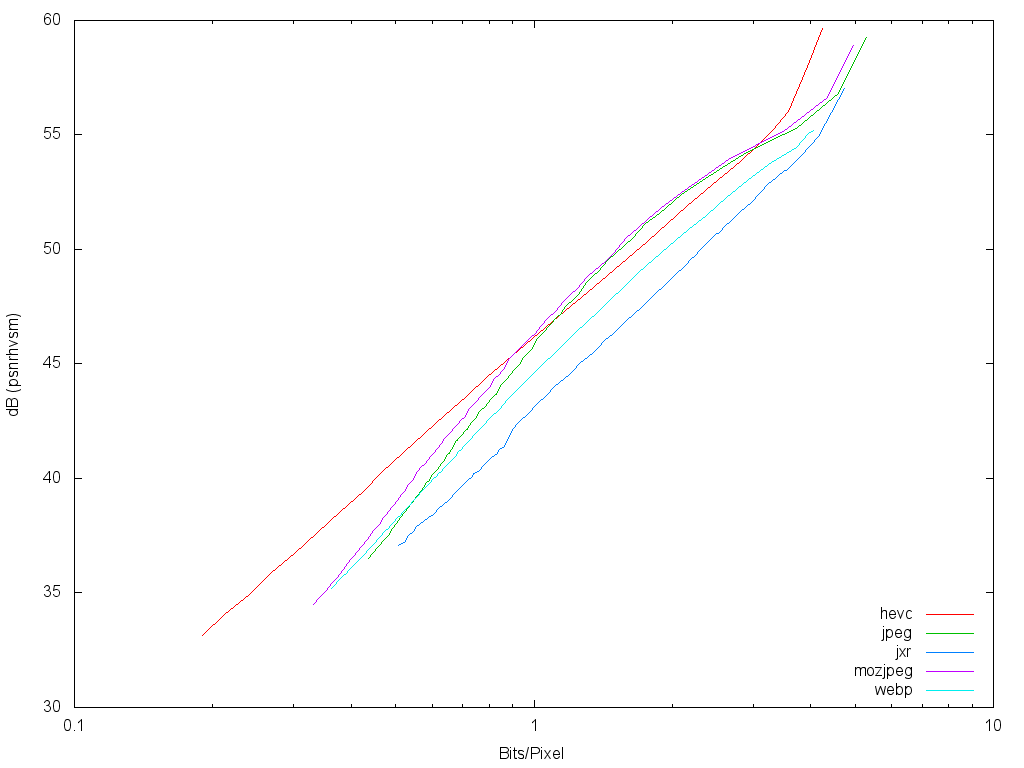 60
55
50
45
40
35
30
dB (psnrhvsm)
hevc
jpeg
jxr
mozjpeg
webp
0.1 1 10
Bits/Pixel